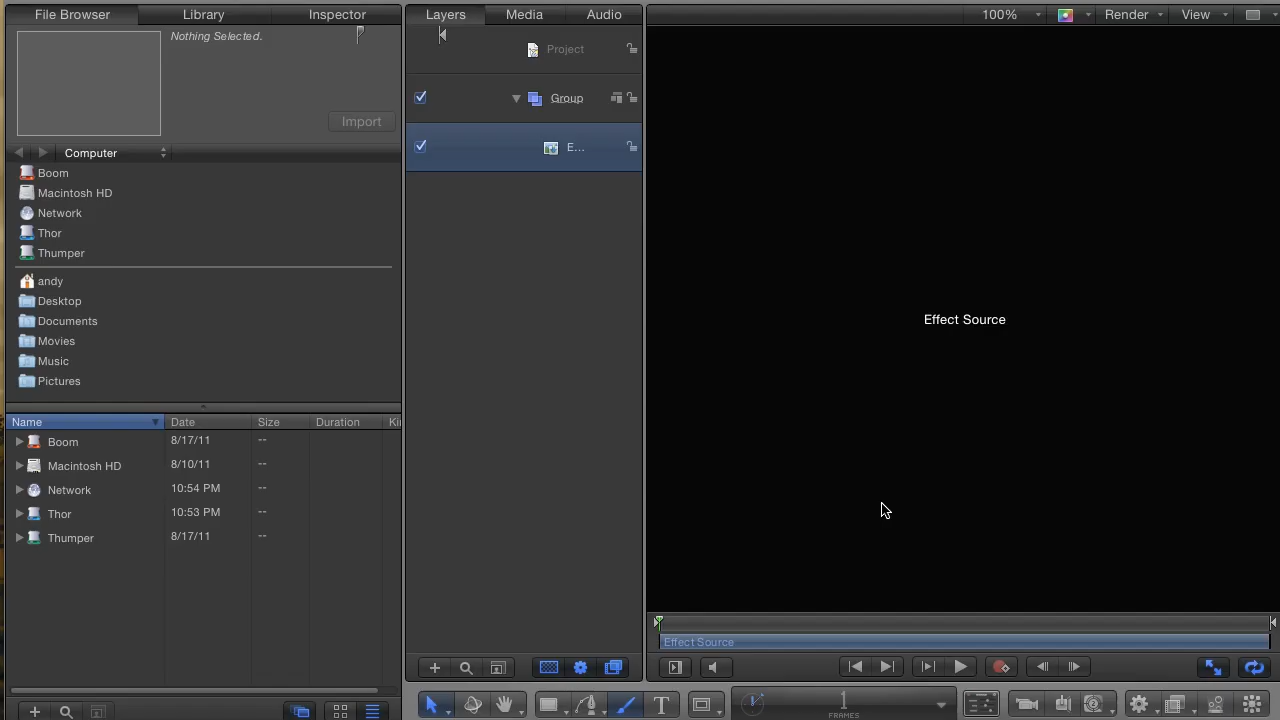 File Browser Library Inspector
Nothing Selected.
Import
Computer
Boom
Macintosh HD
Network
Thor
Thumper
andy
Desktop
Documents
Movies
Music
Pictures
Name Date Size Duration Ki
Boom 8/17/11 --
Macintosh HD 8/10/11 --
Network 10:54 PM --
Thor 10:53 PM --
Thumper 8/17/11 --
Layers Media Audio
Project
Group
E...
100% Render View
Effect Source
Effect Source
T
1
FRAMES